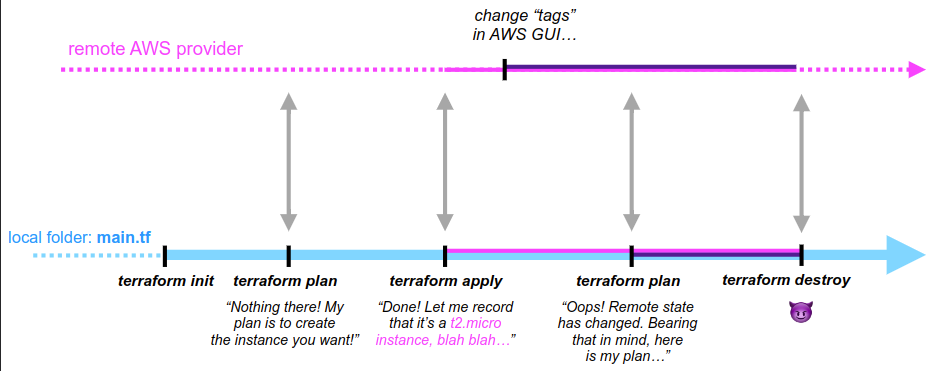 change “tags”
in AWS GUI…
remote AWS provider
local folder: main.tf
terraform init
terraform plan
terraform apply
terraform plan
terraform destroy
“Nothing there! My
plan is to create
the instance you want!”
“Done! Let me record
that it’s a t2.micro
instance, blah blah…”
“Oops! Remote state
has changed. Bearing
that in mind, here
is my plan…”